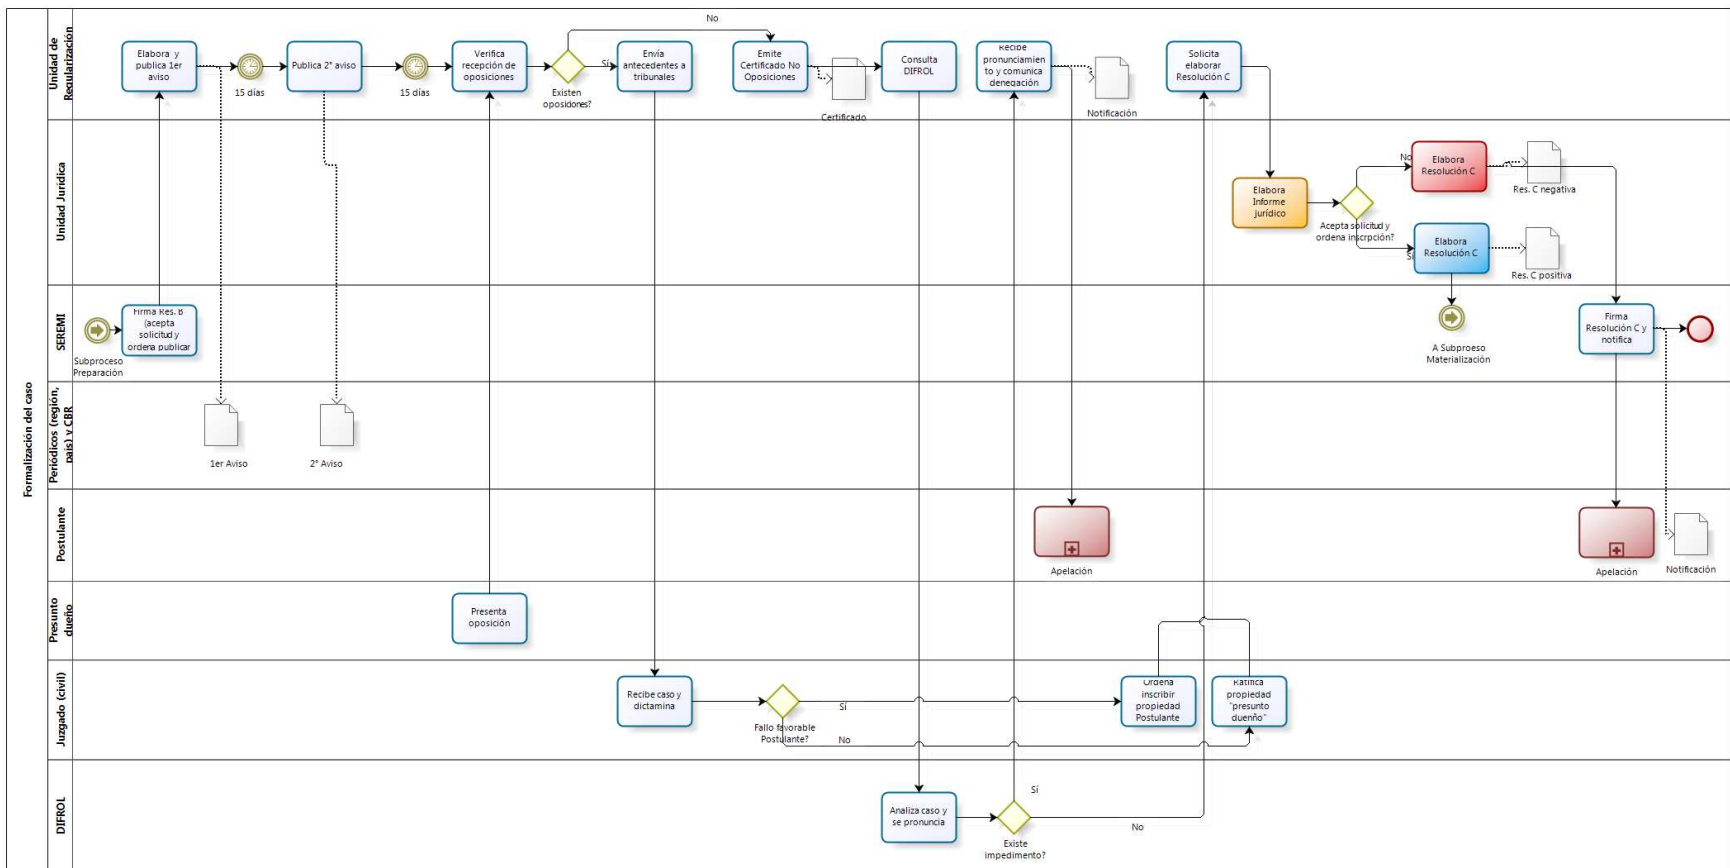 Formalización del caso
Unidad de
Regularización
Elabora y
publica 1er
aviso
15 días
Publica 2° aviso
15 días
Verifica
recepción de
oposiciones
No
Sí
Existen
oposiciones?
Envía
antecedentes a
tribunales
Emite
Certificado No
Oposiciones
Certificado
Consulta
DIFROL
Recibe
pronunciamien
to y comunica
denegación
Notificación
Solicita
elaborar
Resolución C
Unidad Jurídica
Elabora
Informe
jurídico
Acepta solicitud y
ordena inscrpción?
No
Sí
Elabora
Resolución C
Res. C negativa
Elabora
Resolución C
Res. C positiva
SEREMI
Subproceso
Preparación
Firma Res. B
(acepta
solicitud y
ordena publicar
A Subproeso
Materialización
Firma
Resolución C y
notifica
Periódicos (región,
país) y CBR
1er Aviso
2° Aviso
Postulante
Apelación
Apelación
Notificación
Presunto
dueño
Presenta
oposición
Juzgado (civil)
Recibe caso y
dictamina
Fallo favorable
Postulante?
Sí
No
Ordena
inscribir
propiedad
Postulante
Ratifica
propiedad
"presunto
duenño"
DIFROL
Analiza caso y
se pronuncia
Existe
impedimento?
Sí
No